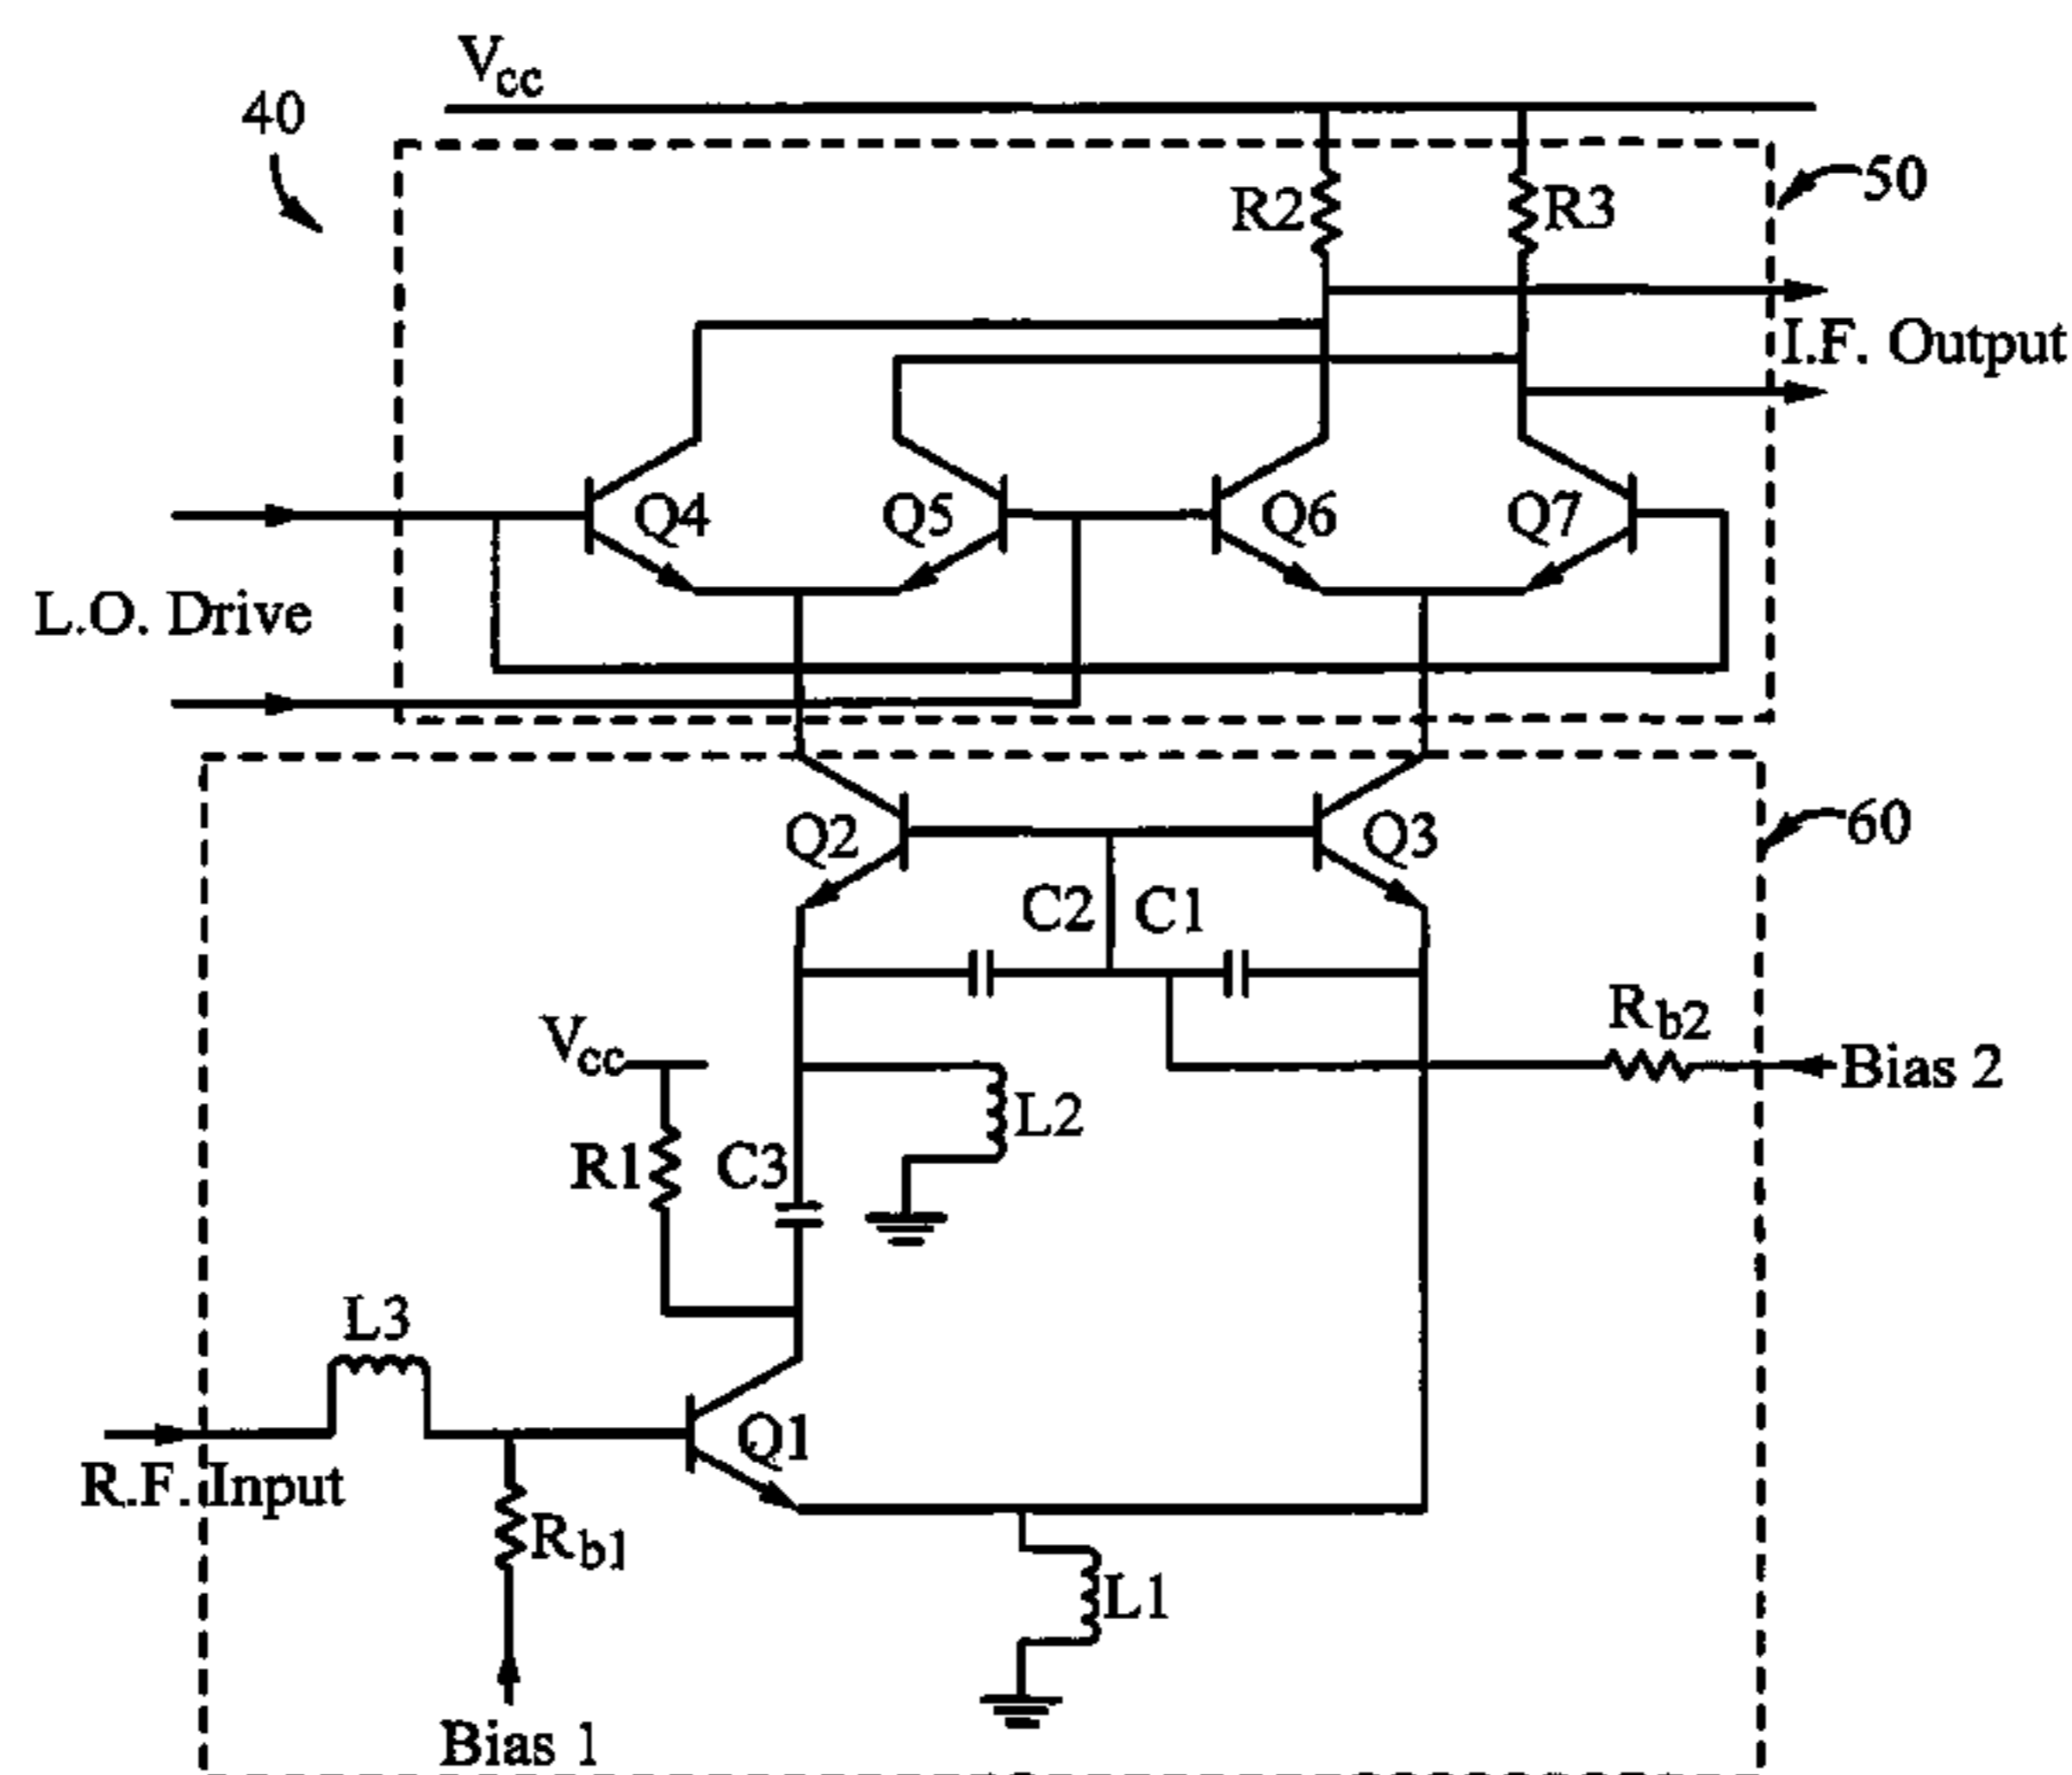 Vcc
40
50
R2
R3
I.F. Output
Q4
Q5
Q6
Q7
L.O. Drive
Q2
Q3
60
C2
C1
Rb2
Vcc
Bias 2
L2
R1
C3
L3
Q1
R.F. Input
Rb1
L1
Bias 1